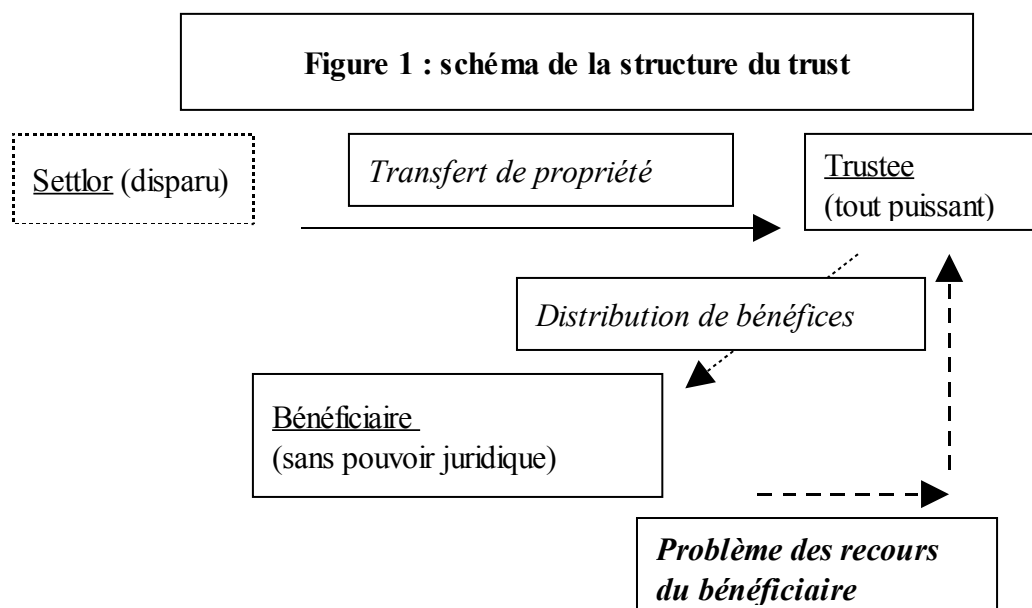 Figure 1 : schéma de la structure du trust
Settlor (disparu)
Transfert de propriété
Trustee
(tout puissant)
Distribution de bénéfices
Bénéficiaire
(sans pouvoir juridique)
Problème des recours
du bénéficiaire